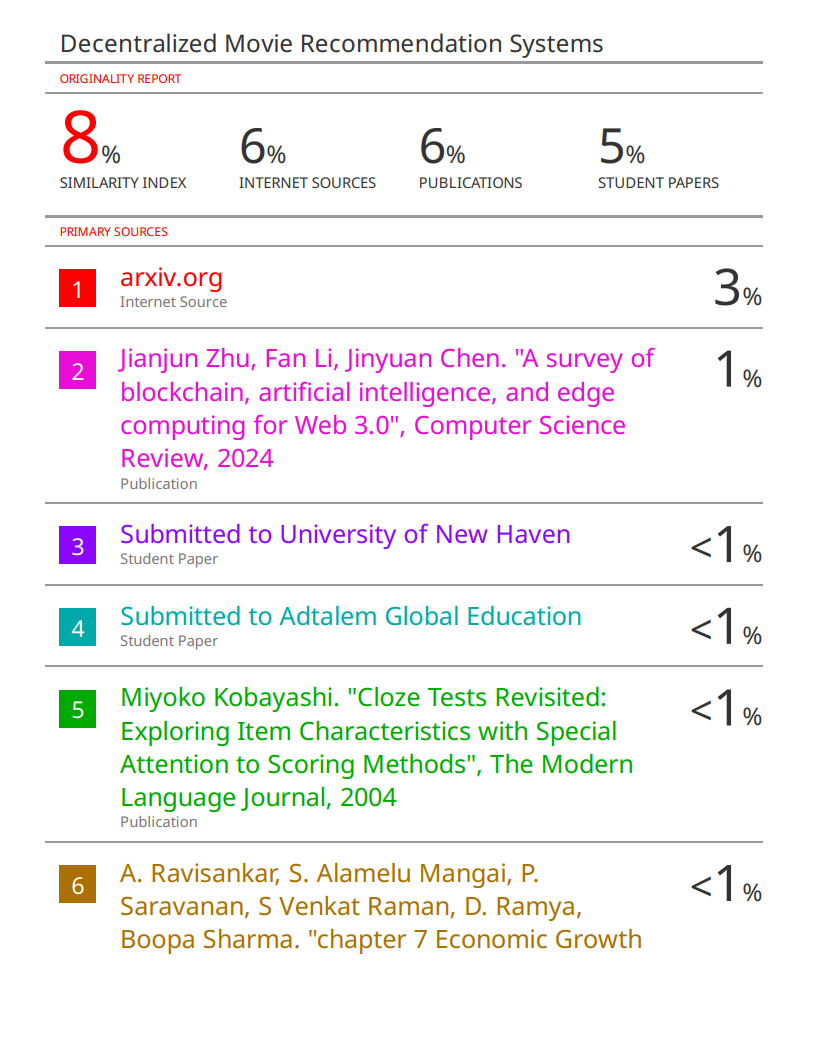 Decentralized Movie Recommendation Systems
ORIGINALITY REPORT
8%
6%
6%
5%
SIMILARITY INDEX
INTERNET SOURCES
PUBLICATIONS
STUDENT PAPERS
PRIMARY SOURCES
1
arxiv.org
Internet Source
3%
2
Jianjun Zhu, Fan Li, Jinyuan Chen. "A survey of
blockchain, artificial intelligence, and edge
computing for Web 3.0", Computer Science
Review, 2024
Publication
1%
3
Submitted to University of New Haven
Student Paper
<1%
4
Submitted to Adtalem Global Education
Student Paper
<1%
5
Miyoko Kobayashi. "Cloze Tests Revisited:
Exploring Item Characteristics with Special
Attention to Scoring Methods", The Modern
Language Journal, 2004
Publication
<1%
6
A. Ravisankar, S. Alamelu Mangai, P.
Saravanan, S Venkat Raman, D. Ramya,
Boopa Sharma. "chapter 7 Economic Growth
<1%